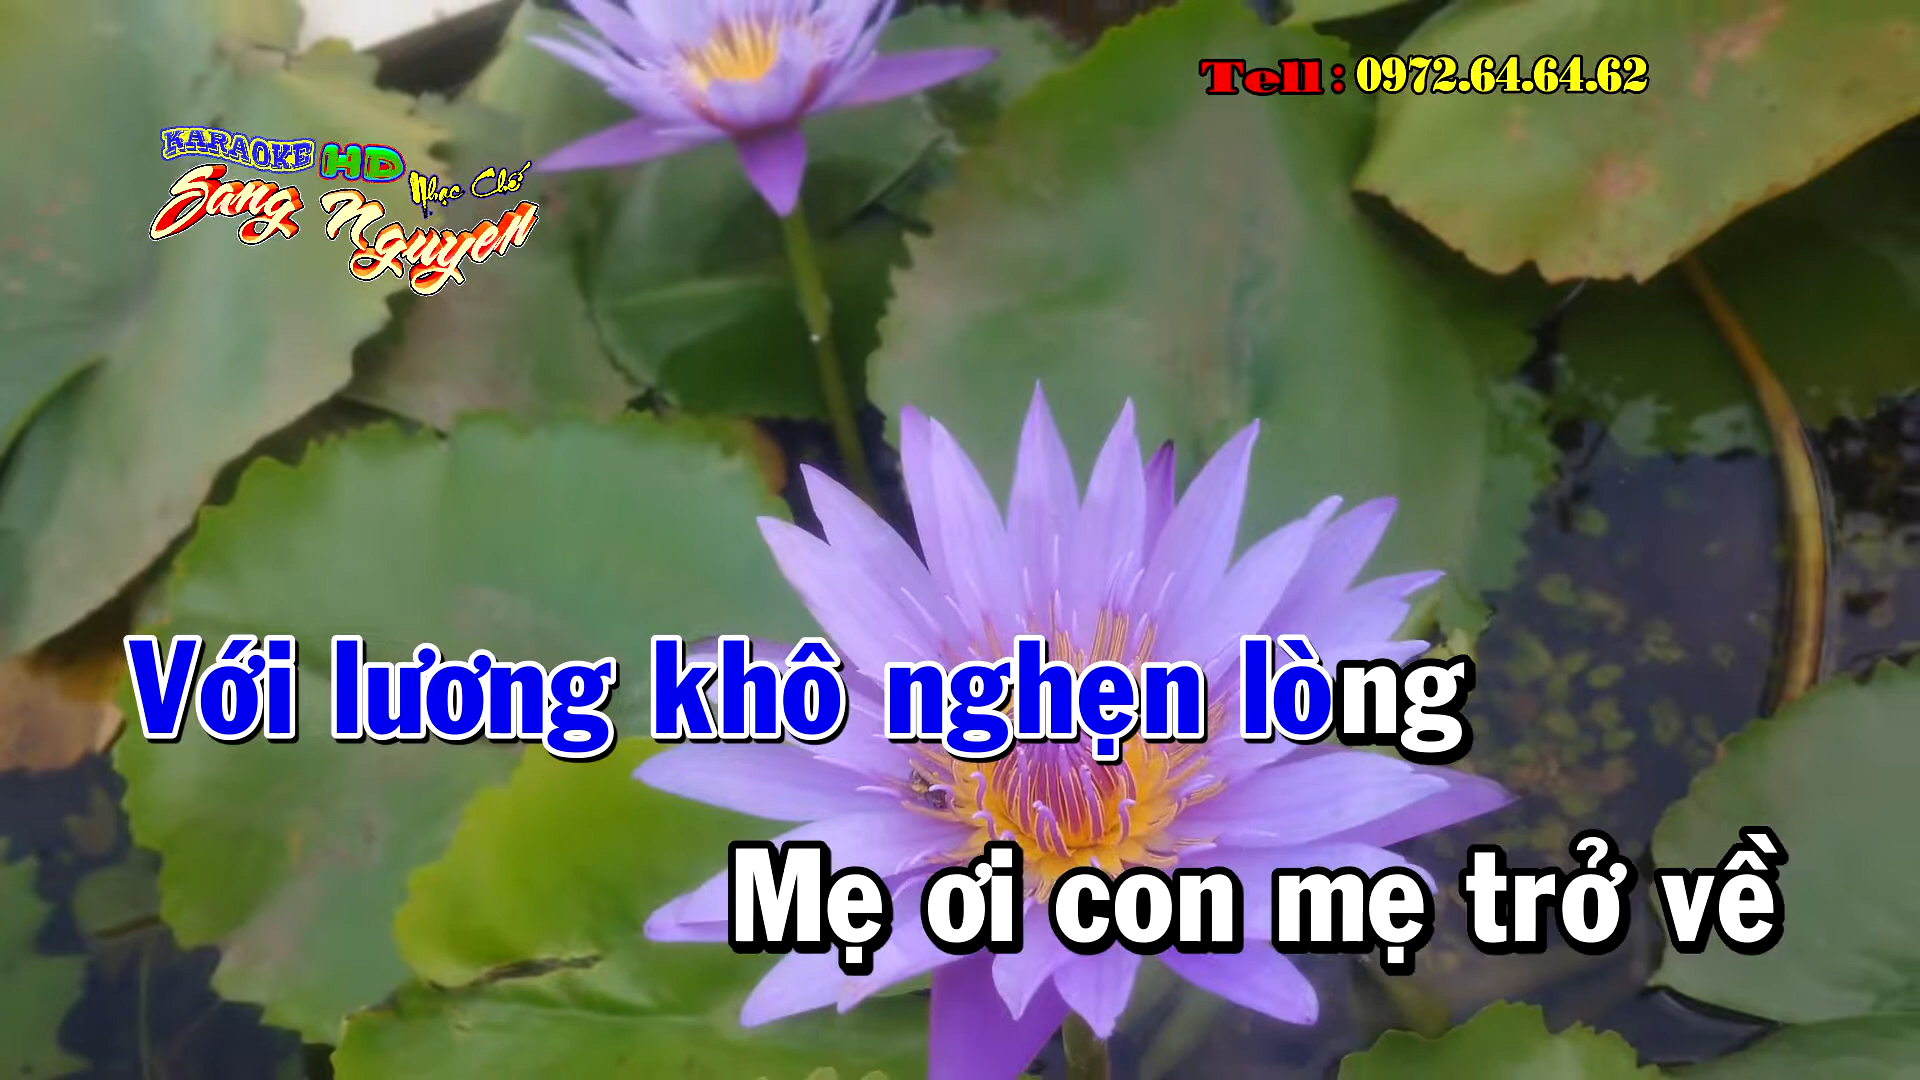 Tell : 0972.64.64.62
KARAOKE HD Nhạc Chế
Sang Nguyen
Với lương khô nghẹn lòng
Mẹ ơi con mẹ trở về